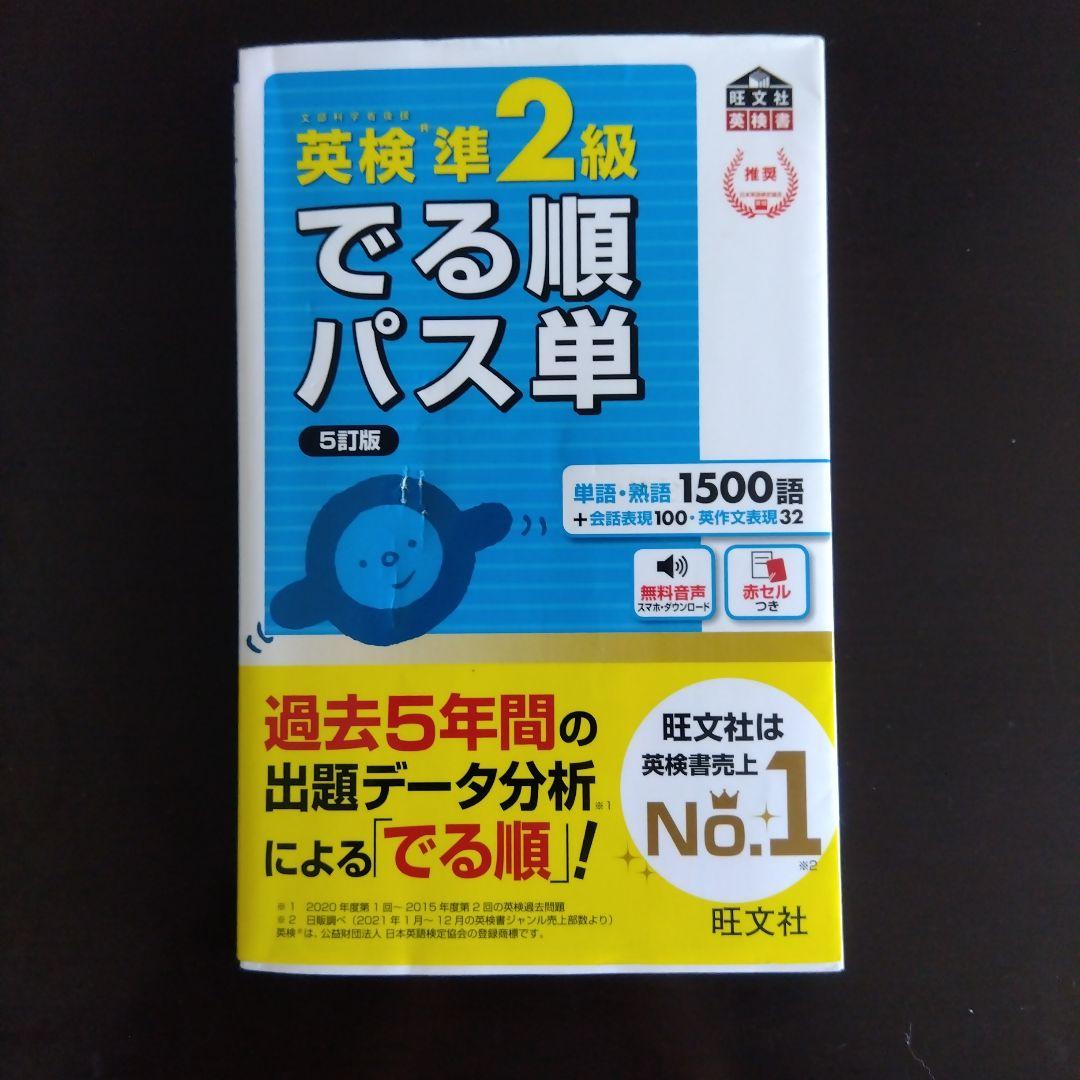 文部科学省後援
英検®準2級
でる順
パス単
5訂版
旺文社
英検書
推奨
日本英語検定協会
単語・熟語 1500語
+会話表現100・英作文表現32
無料音声
スマホ・ダウンロード
赤セル
つき
過去5年間の
出題データ分析※1
による「でる順」!
旺文社は
英検書売上
No.1
※2
※1 2020年度第1回~2015年度第2回の英検過去問題
※2 日販調べ(2021年1月~12月の英検書ジャンル売上部数より)
英検®は、公益財団法人 日本英語検定協会の登録商標です。
旺文社